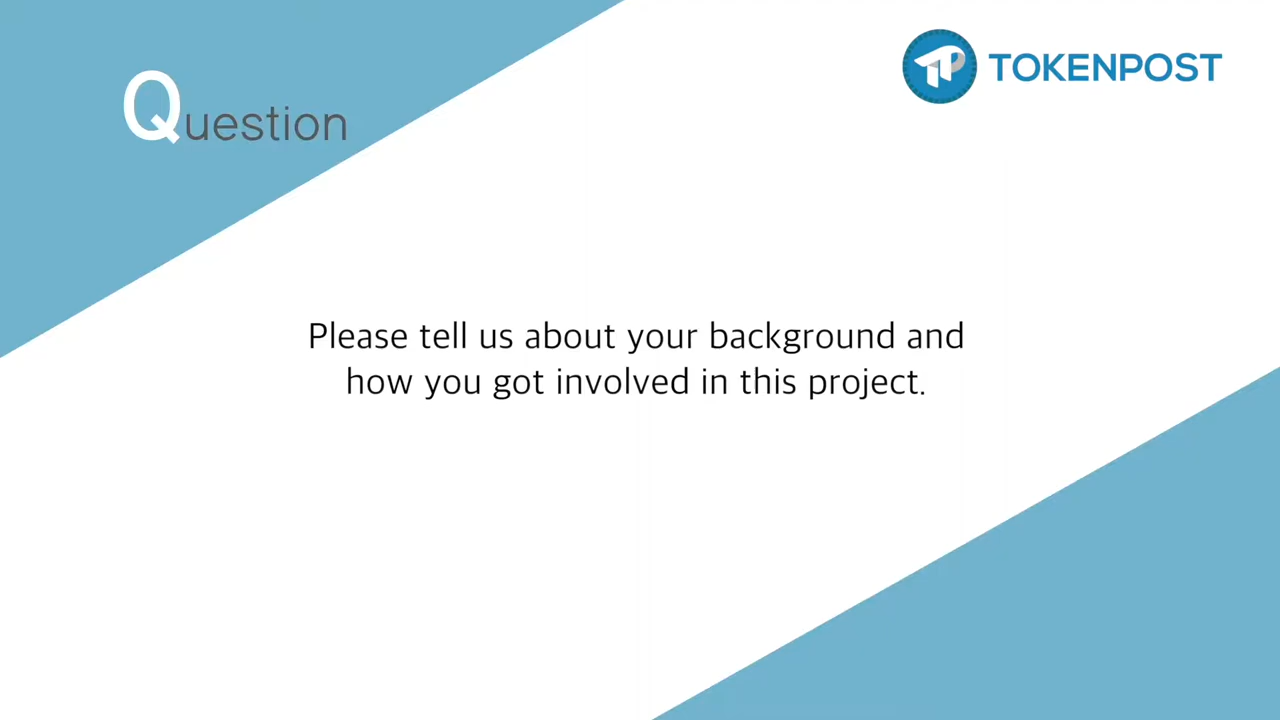 Question
TOKENPOST
Please tell us about your background and
how you got involved in this project.